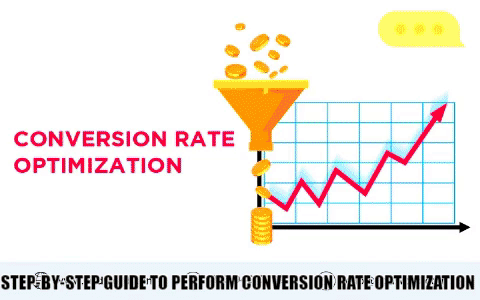 CONVERSION RATE
OPTIMIZATION
STEP-BY-STEP GUIDE TO PERFORM CONVERSION RATE OPTIMIZATION